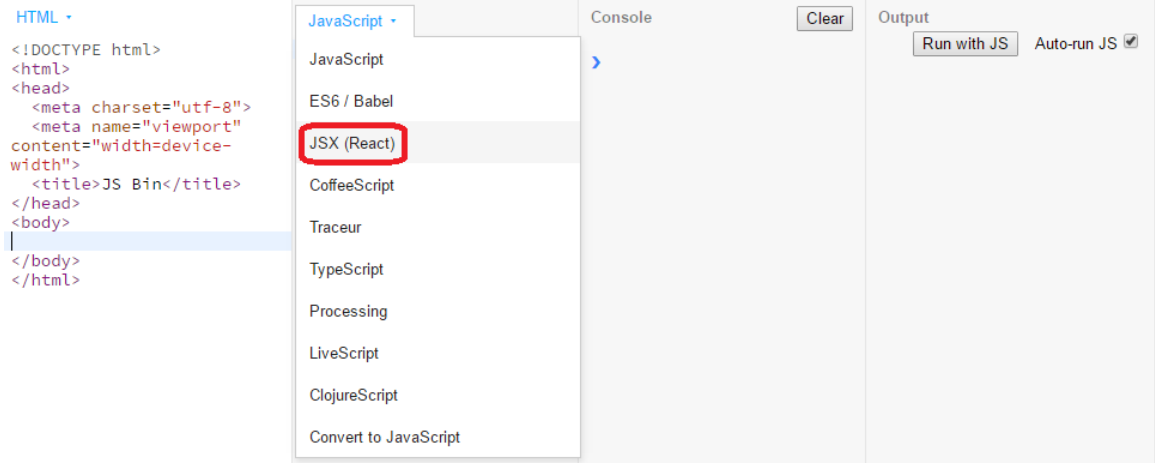 HTML
<!DOCTYPE html>
<html>
<head>
  <meta charset="utf-8">
  <meta name="viewport"
content="width=device-
width">
  <title>JS Bin</title>
</head>
<body>

</body>
</html>
JavaScript
JavaScript
ES6 / Babel
JSX (React)
CoffeeScript
Traceur
TypeScript
Processing
LiveScript
ClojureScript
Convert to JavaScript
Console
Clear
Output
Run with JS
Auto-run JS